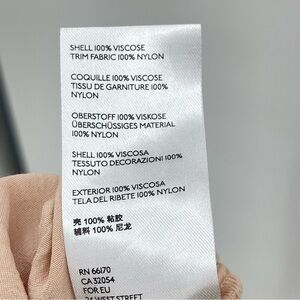 SHELL 100% VISCOSE
TRIM FABRIC 100% NYLON
COQUILLE 100% VISCOSE
TISSU DE GARNITURE 100%
NYLON
OBERSTOFF 100% VISKOSE
ÜBERSCHÜSSIGES MATERIAL
100% NYLON
SHELL 100% VISCOSA
TESSUTO DECORAZIONI 100%
NYLON
EXTERIOR 100% VISCOSA
TELA DEL RIBETE 100% NYLON
壳 100% 粘胶
辅料 100% 尼龙
RN 66170
CA 32054
FOR EU
WEST STREET